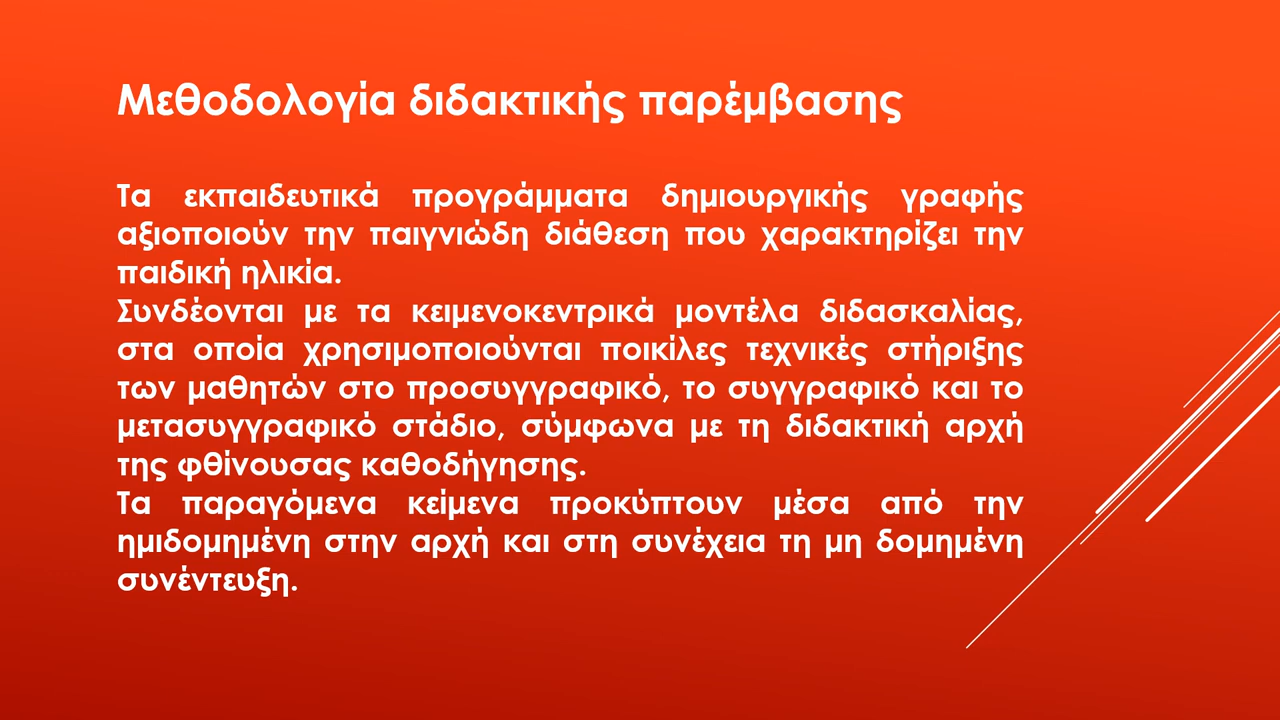 Μεθοδολογία διδακτικής παρέμβασης
Τα εκπαιδευτικά προγράμματα δημιουργικής γραφής
αξιοποιούν την παιγνιώδη διάθεση που χαρακτηρίζει την
παιδική ηλικία.
Συνδέονται με τα κειμενοκεντρικά μοντέλα διδασκαλίας,
στα οποία χρησιμοποιούνται ποικίλες τεχνικές στήριξης
των μαθητών στο προσυγγραφικό, το συγγραφικό και το
μετασυγγραφικό στάδιο, σύμφωνα με τη διδακτική αρχή
της φθίνουσας καθοδήγησης.
Τα παραγόμενα κείμενα προκύπτουν μέσα από την
ημιδομημένη στην αρχή και στη συνέχεια τη μη δομημένη
συνέντευξη.